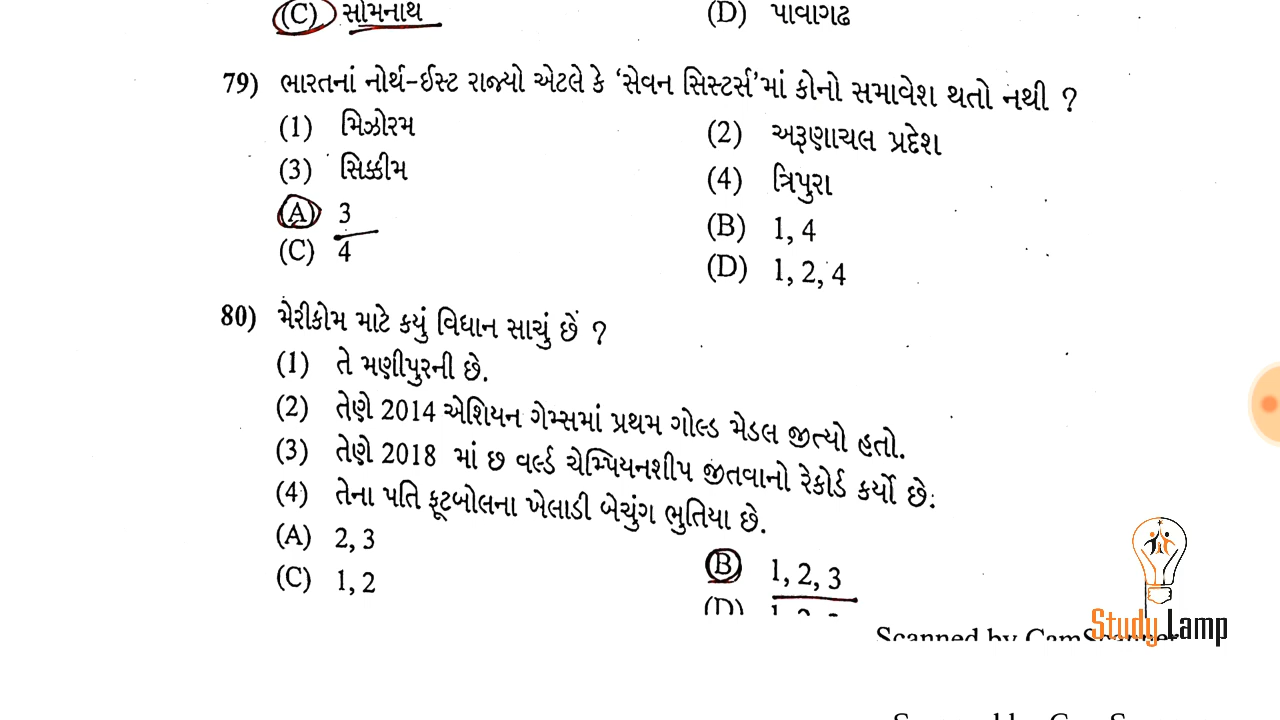 (C) સોમનાથ (D) પાવાગઢ
79) ભારતનાં નોર્થ-ઈસ્ટ રાજ્યો એટલે કે ‘સેવન સિસ્ટર્સ’માં કોનો સમાવેશ થતો નથી ?
(1) મિઝોરમ (2) અરૂણાચલ પ્રદેશ
(3) સિક્કીમ (4) ત્રિપુરા
(A) 3 (B) 1, 4
(C) 4 (D) 1, 2, 4
80) મેરીકોમ માટે કયું વિધાન સાચું છે ?
(1) તે મણીપુરની છે.
(2) તેણે 2014 એશિયન ગેમ્સમાં પ્રથમ ગોલ્ડ મેડલ જીત્યો હતો.
(3) તેણે 2018 માં છ વર્લ્ડ ચેમ્પિયનશીપ જીતવાનો રેકોર્ડ કર્યો છે.
(4) તેના પતિ ફૂટબોલના ખેલાડી બેચુંગ ભુતિયા છે.
(A) 2, 3 (B) 1, 2, 3
(C) 1, 2 (D)
Study Lamp
Scanned by CamScanner